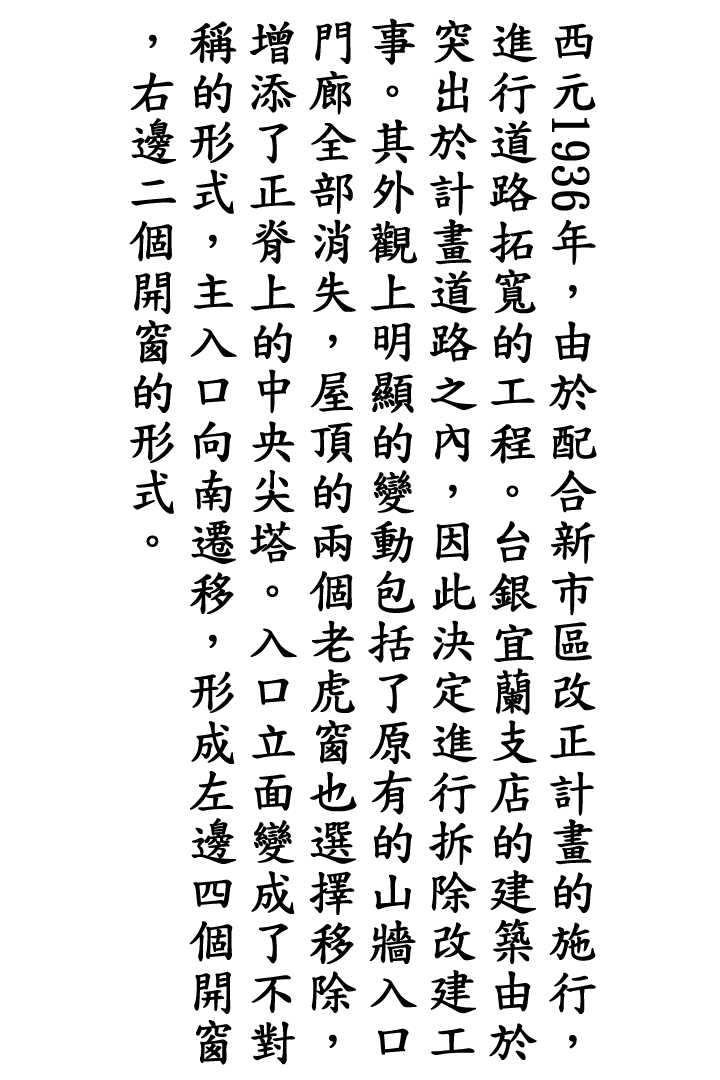 西元1936年，由於配合新市區改正計畫的施行，
進行道路拓寬的工程。台銀宜蘭支店的建築由於
突出於計畫道路之內，因此決定進行拆除改建工
事。其外觀上明顯的變動包括了原有的山牆入口
門廊全部消失，屋頂的兩個老虎窗也選擇移除，
增添了正脊上的中央尖塔。入口立面變成了不對
稱的形式，主入口向南遷移，形成左邊四個開窗
，右邊二個開窗的形式。